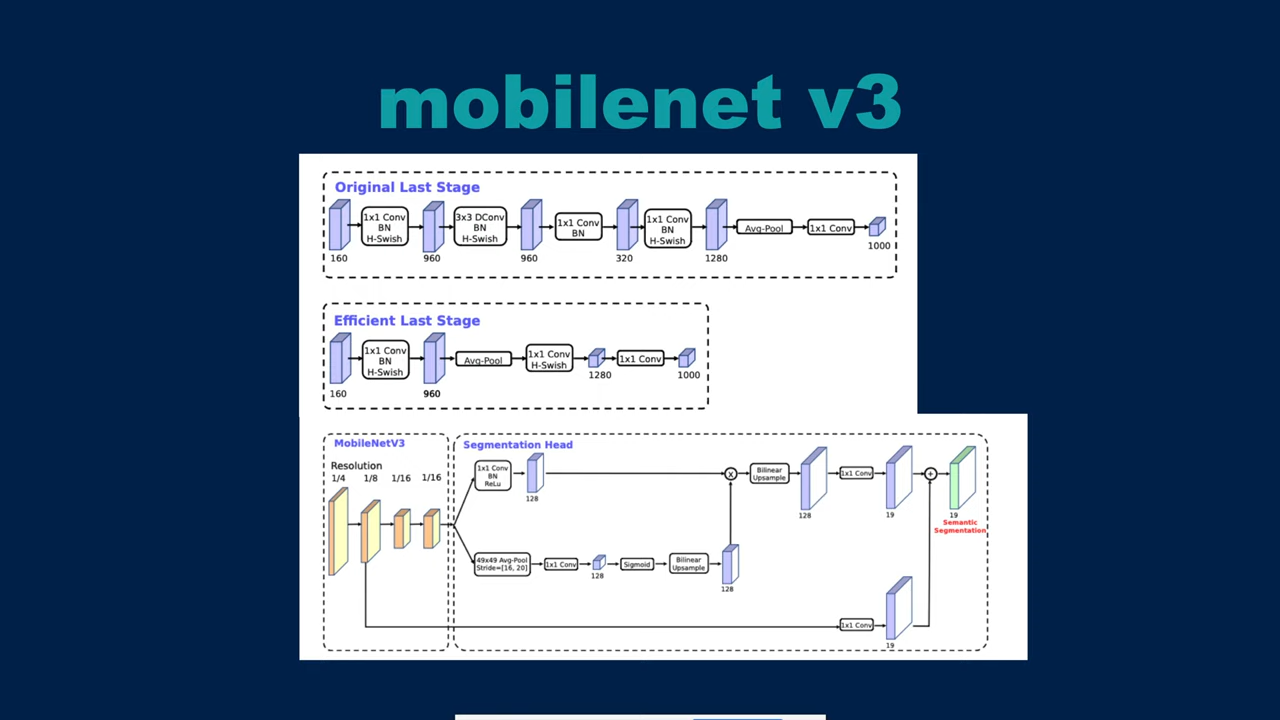 mobilenet v3
Original Last Stage
1x1 Conv
BN
H-Swish
3x3 DConv
BN
H-Swish
1x1 Conv
BN
1x1 Conv
BN
H-Swish
Avg-Pool
1x1 Conv
160
960
960
320
1280
1000
Efficient Last Stage
1x1 Conv
BN
H-Swish
Avg-Pool
1x1 Conv
H-Swish
1x1 Conv
160
960
1280
1000
MobileNetV3
Resolution
1/4
1/8
1/16
1/16
Segmentation Head
1x1 Conv
BN
ReLu
128
X
Bilinear
Upsample
128
1x1 Conv
19
+
19
Semantic
Segmentation
49x49 Avg-Pool
Stride=[16, 20]
1x1 Conv
128
Sigmoid
Bilinear
Upsample
128
1x1 Conv
19